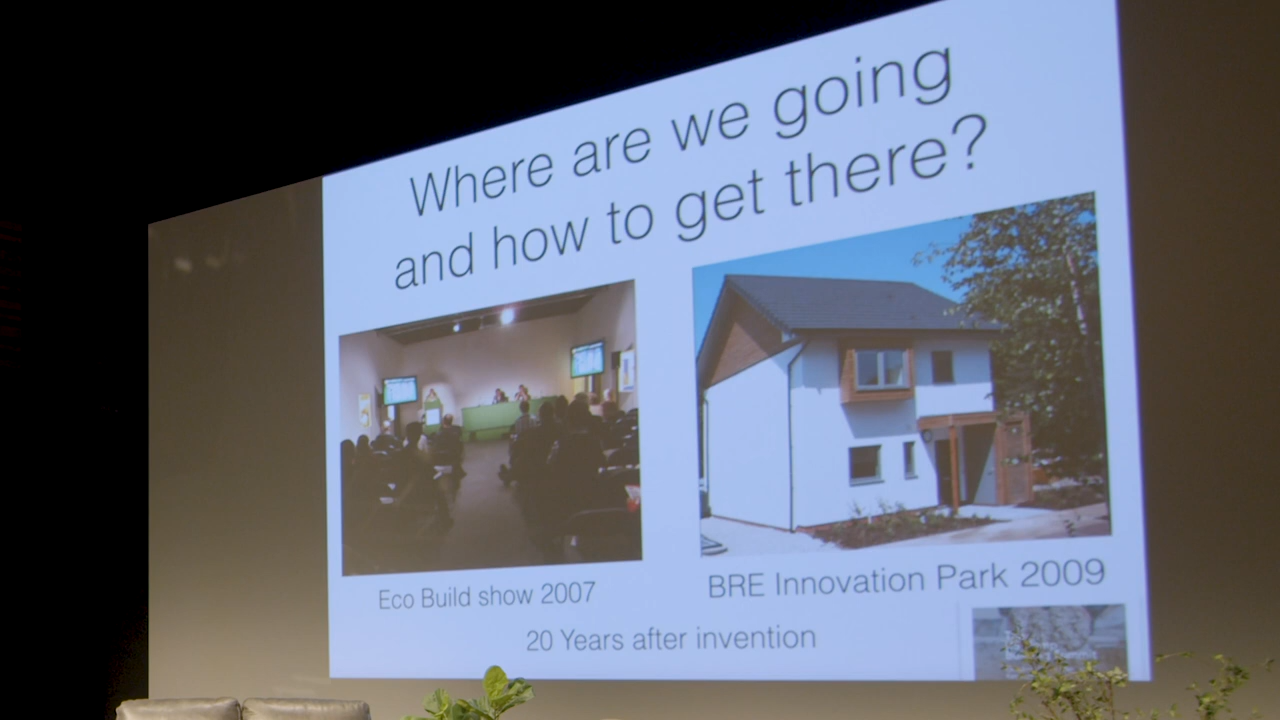 Where are we going
and how to get there?
Eco Build show 2007
BRE Innovation Park 2009
20 Years after invention